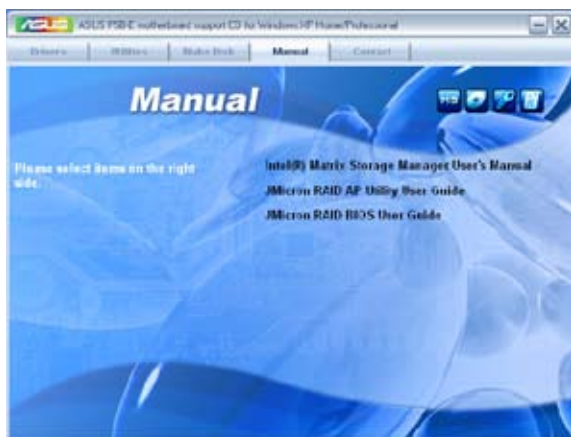 ASUS
ASUS P5B-E motherboard support CD for Windows XP Home/Professional
Drivers Utilities Make Disk Manual Contact
Manual
Please select items on the right
side.
Intel(R) Matrix Storage Manager User's Manual
JMicron RAID AP Utility User Guide
JMicron RAID BIOS User Guide